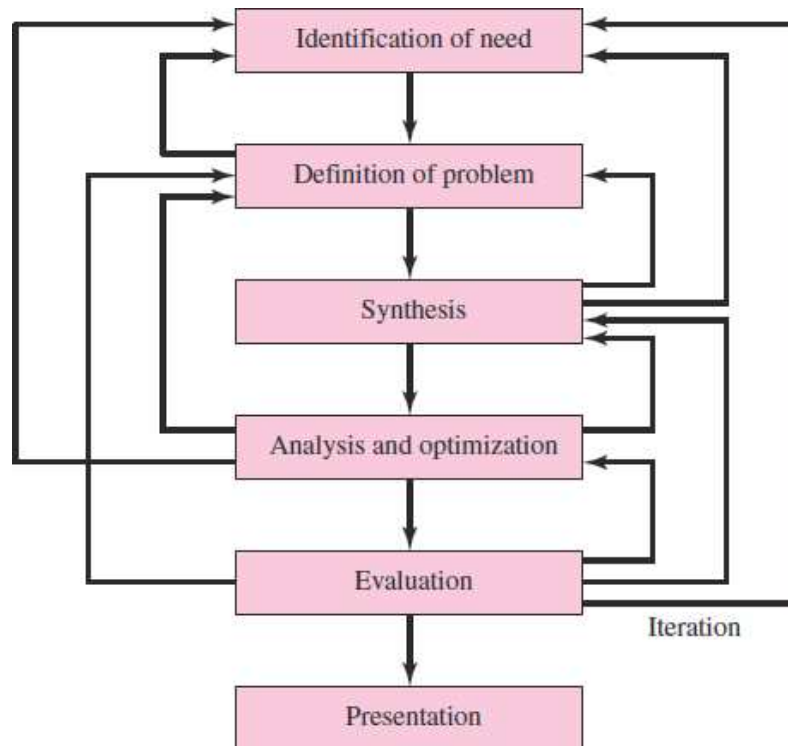 Identification of need
Definition of problem
Synthesis
Analysis and optimization
Evaluation
Iteration
Presentation